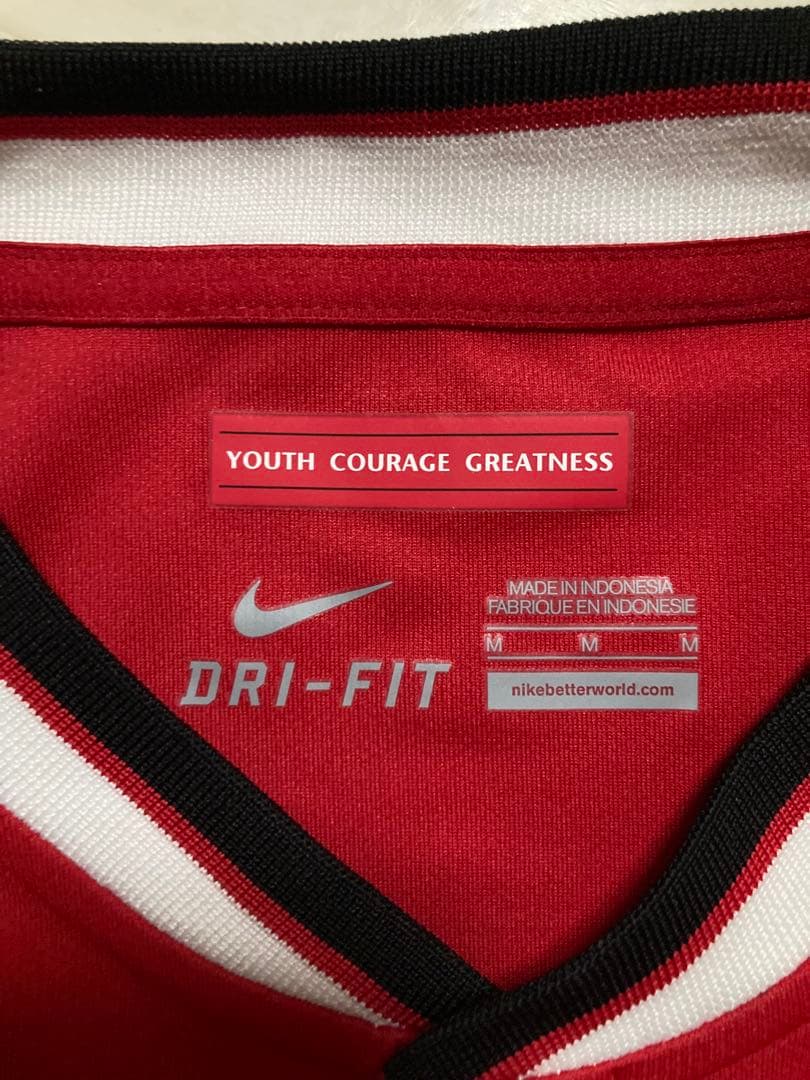 YOUTH COURAGE GREATNESS
DRI-FIT
MADE IN INDONESIA
FABRIQUE EN INDONESIE
M M M
nikebetterworld.com